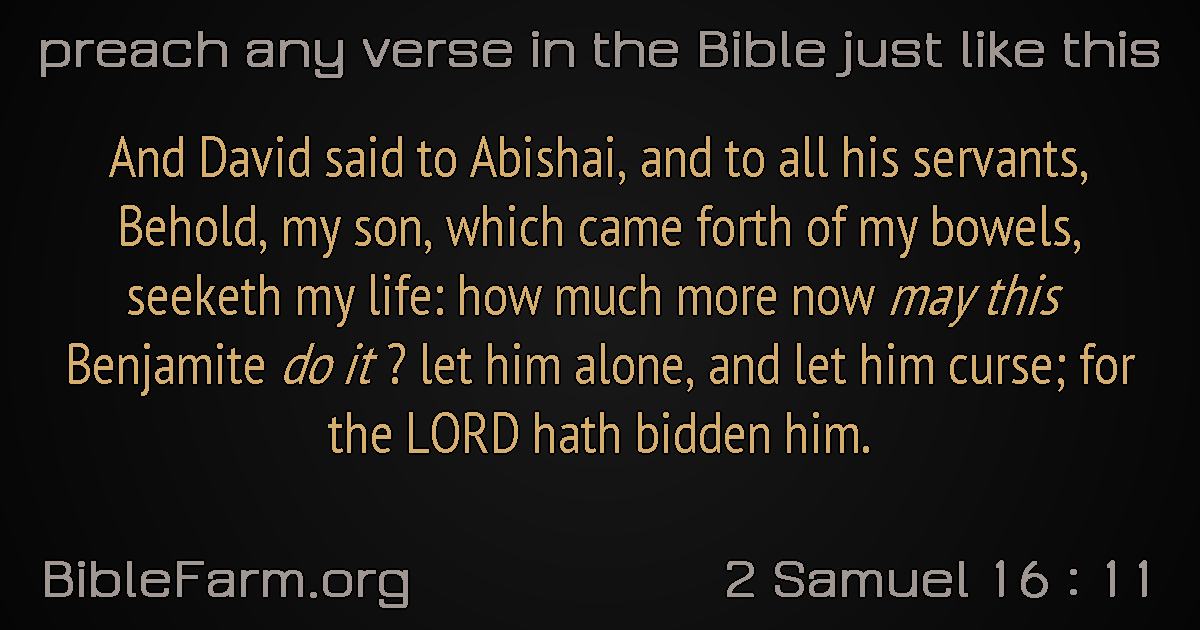 preach any verse in the Bible just like this
And David said to Abishai, and to all his servants,
Behold, my son, which came forth of my bowels,
seeketh my life: how much more now may this
Benjamite do it ? let him alone, and let him curse; for
the LORD hath bidden him.
BibleFarm.org
2 Samuel 16 : 11